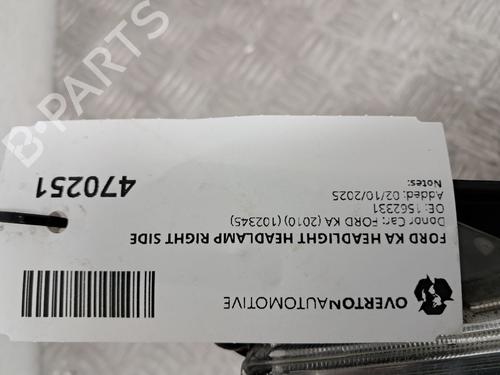 OVERTONAUTOMOTIVE
FORD KA HEADLIGHT HEADLAMP RIGHT SIDE
Donor Car: FORD KA (2010) (102345)
OE: 1562331
Added: 02/10/2025
Notes:
470251
B-PARTS